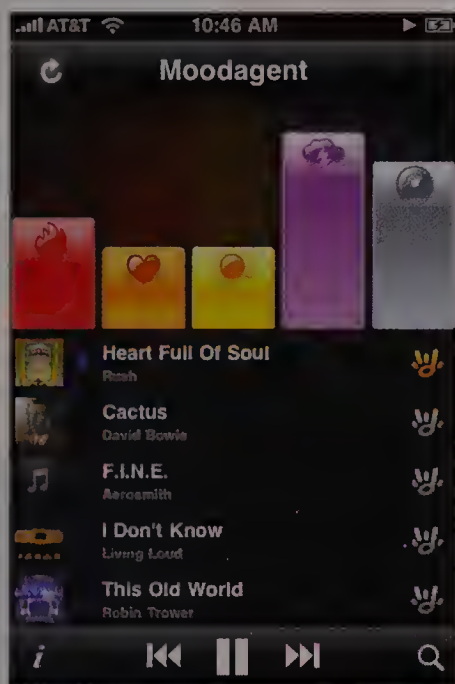 AT&T 10:46 AM
Moodagent
Heart Full Of Soul
Rush
Cactus
David Bowie
F.I.N.E.
Aerosmith
I Don't Know
Living Loud
This Old World
Robin Trower
i